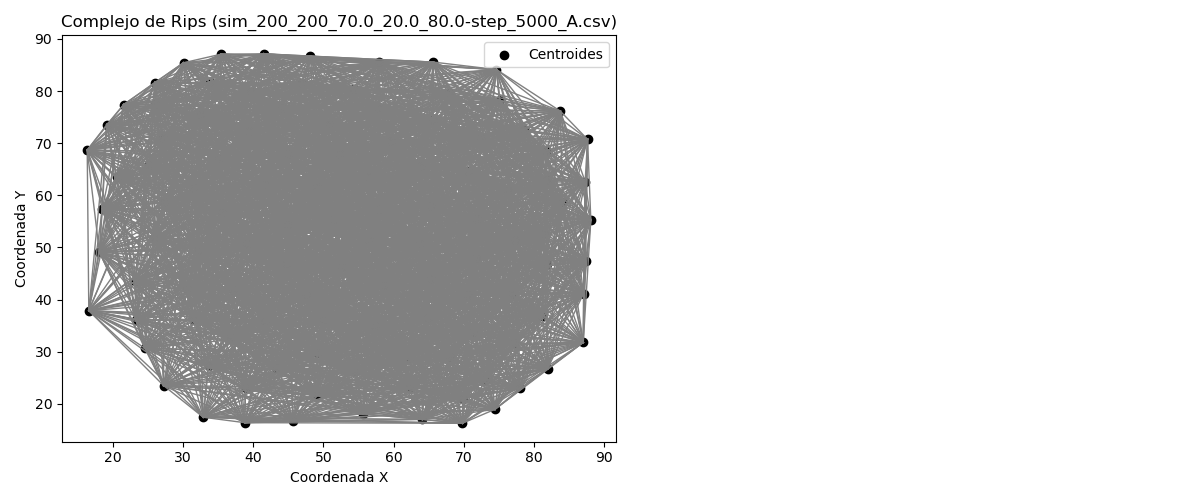 Complejo de Rips (sim_200_200_70.0_20.0_80.0-step_5000_A.csv)
Centroides
90
80
70
60
50
40
30
20
Coordenada Y
20 30 40 50 60 70 80 90
Coordenada X